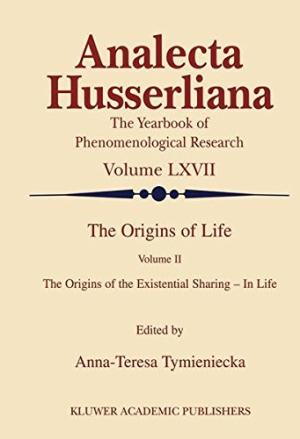 Analecta
Husserliana
The Yearbook of
Phenomenological Research
Volume LXVII
The Origins of Life
Volume II
The Origins of the Existential Sharing – In Life
Edited by
Anna-Teresa Tymieniecka
KLUWER ACADEMIC PUBLISHERS